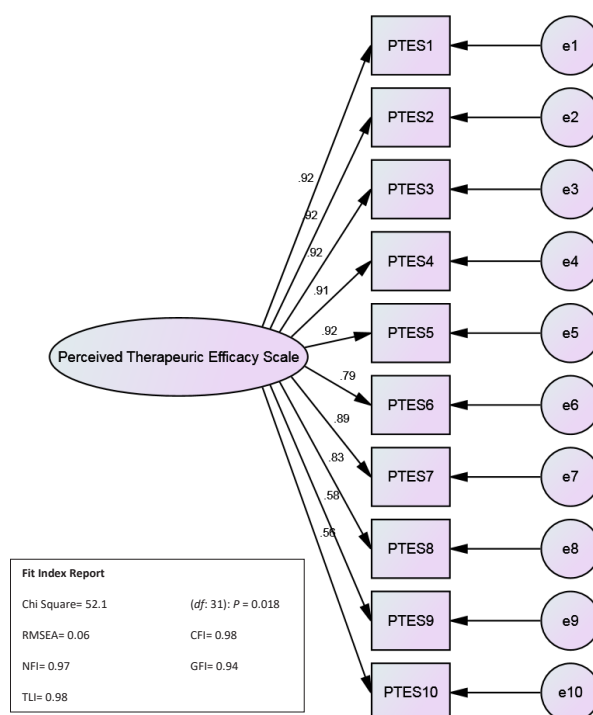 PTES1 e1
PTES2 e2
PTES3 e3
PTES4 e4
PTES5 e5
PTES6 e6
PTES7 e7
PTES8 e8
PTES9 e9
PTES10 e10
.92
.92
.92
.91
.92
.79
.89
.83
.58
.56
Perceived Therapeuric Efficacy Scale
Fit Index Report
Chi Square= 52.1 (df: 31): P = 0.018
RMSEA= 0.06 CFI= 0.98
NFI= 0.97 GFI= 0.94
TLI= 0.98